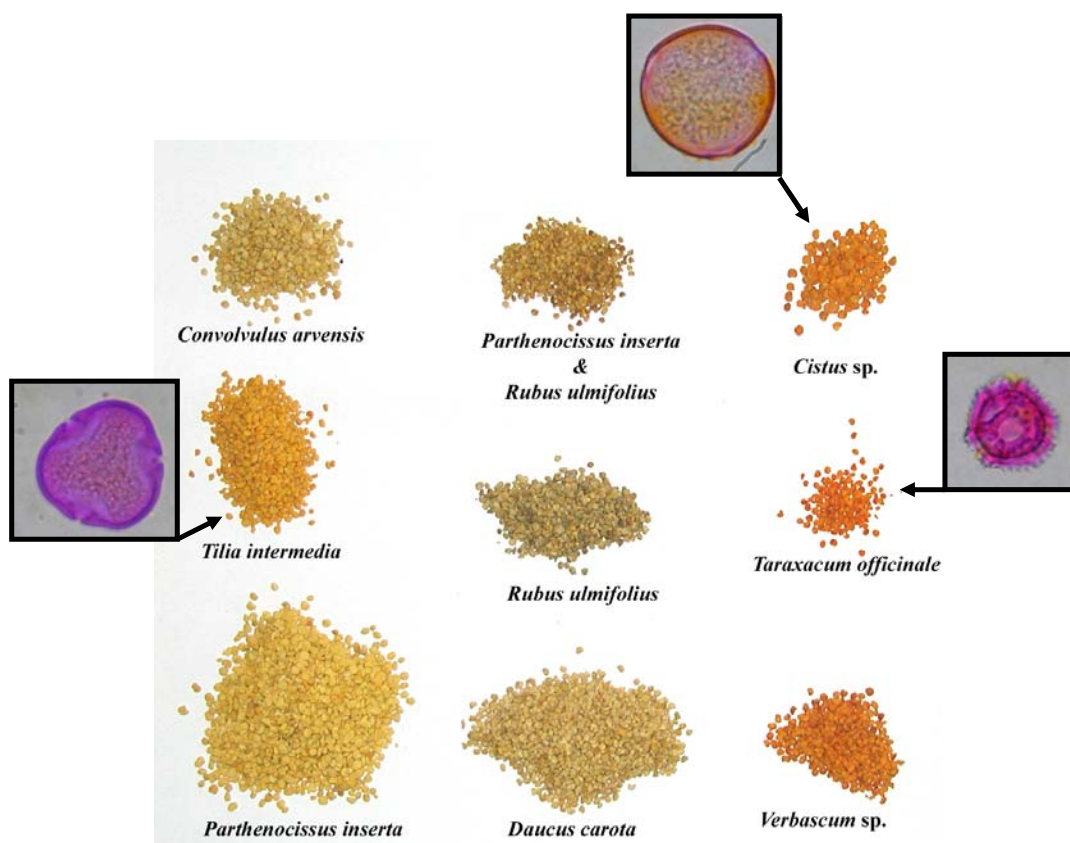 Convolvulus arvensis
Parthenocissus inserta
&
Rubus ulmifolius
Cistus sp.
Tilia intermedia
Rubus ulmifolius
Taraxacum officinale
Parthenocissus inserta
Daucus carota
Verbascum sp.